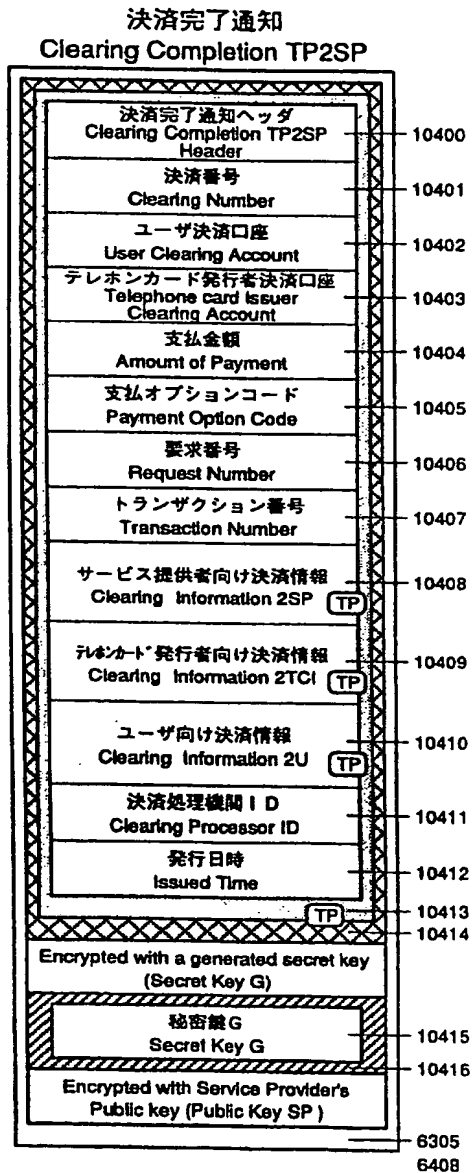 決済完了通知
Clearing Completion TP2SP
決済完了通知ヘッダ
Clearing Completion TP2SP
Header
10400
決済番号
Clearing Number
10401
ユーザ決済口座
User Clearing Account
10402
テレホンカード発行者決済口座
Telephone card Issuer
Clearing Account
10403
支払金額
Amount of Payment
10404
支払オプションコード
Payment Option Code
10405
要求番号
Request Number
10406
トランザクション番号
Transaction Number
10407
サービス提供者向け決済情報
Clearing Information 2SP
TP
10408
テレホンカード発行者向け決済情報
Clearing Information 2TCI
TP
10409
ユーザ向け決済情報
Clearing Information 2U
TP
10410
決済処理機関ID
Clearing Processor ID
10411
発行日時
Issued Time
10412
TP
10413
10414
Encrypted with a generated secret key
(Secret Key G)
秘密鍵G
Secret Key G
10415
10416
Encrypted with Service Provider's
Public key (Public Key SP )
6305
6408